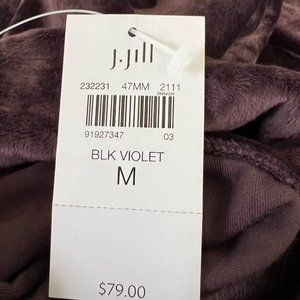 J.Jill
232231 47MM 2111
91927347 03
BLK VIOLET
M
$79.00